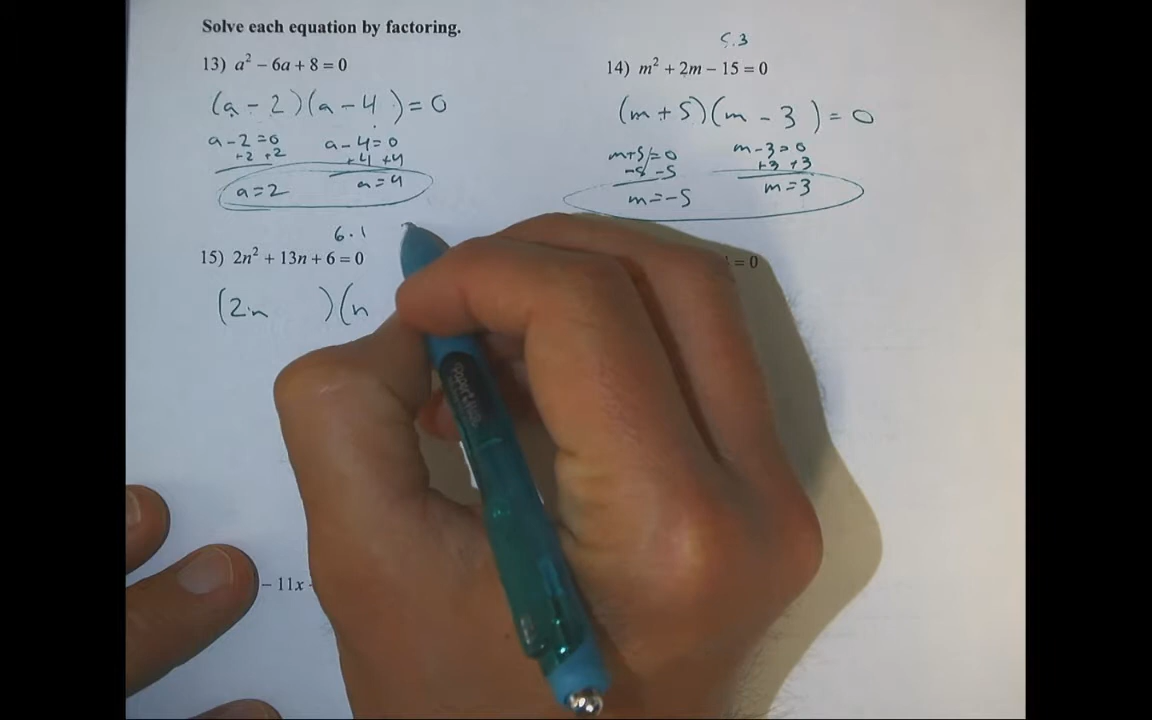 Solve each equation by factoring.
13) a² − 6a + 8 = 0
(a − 2)(a − 4) = 0
a − 2 = 0 a − 4 = 0
+2 +2 +4 +4
a = 2 a = 4
5·3
14) m² + 2m − 15 = 0
(m + 5)(m − 3) = 0
m + 5 = 0 m − 3 = 0
−5 −5 +3 +3
m = −5 m = 3
6·1
15) 2n² + 13n + 6 = 0
(2n )(n
= 0
− 11x